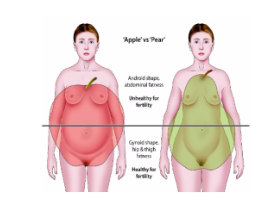 'Apple' vs 'Pear'
Android shape,
abdominal fatness
Unhealthy for
fertility
Gynoid shape,
hip & thigh
fatness
Healthy for
fertility